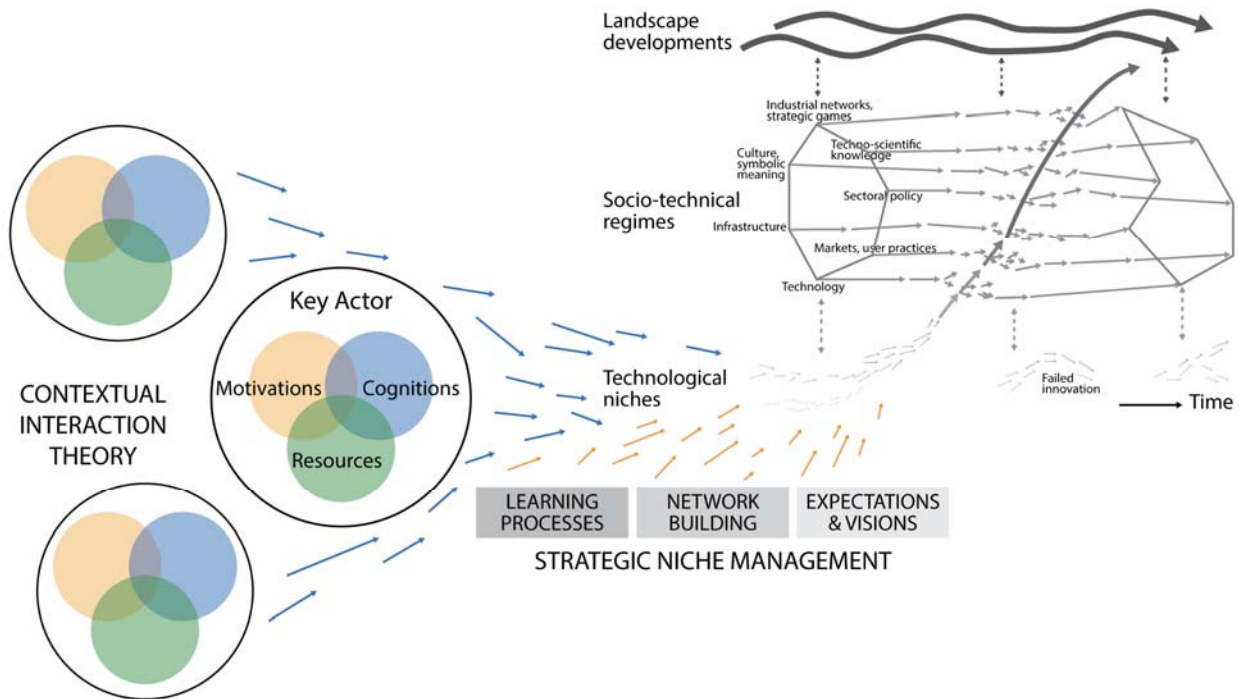 Landscape
developments
Industrial networks,
strategic games
Techno-scientific
knowledge
Culture,
symbolic
meaning
Sectoral policy
Socio-technical
regimes
Infrastructure
Markets, user practices
Technology
Key Actor
Motivations
Cognitions
Resources
CONTEXTUAL
INTERACTION
THEORY
Technological
niches
Failed
innovation
Time
LEARNING
PROCESSES
NETWORK
BUILDING
EXPECTATIONS
& VISIONS
STRATEGIC NICHE MANAGEMENT